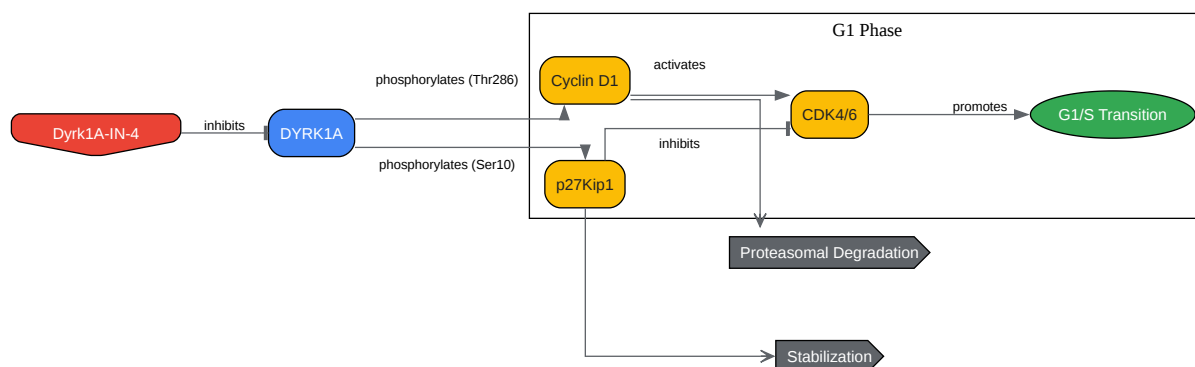 G1 Phase
Cyclin D1
activates
phosphorylates (Thr286)
Dyrk1A-IN-4
inhibits
DYRK1A
CDK4/6
promotes
G1/S Transition
inhibits
phosphorylates (Ser10)
p27Kip1
Proteasomal Degradation
Stabilization